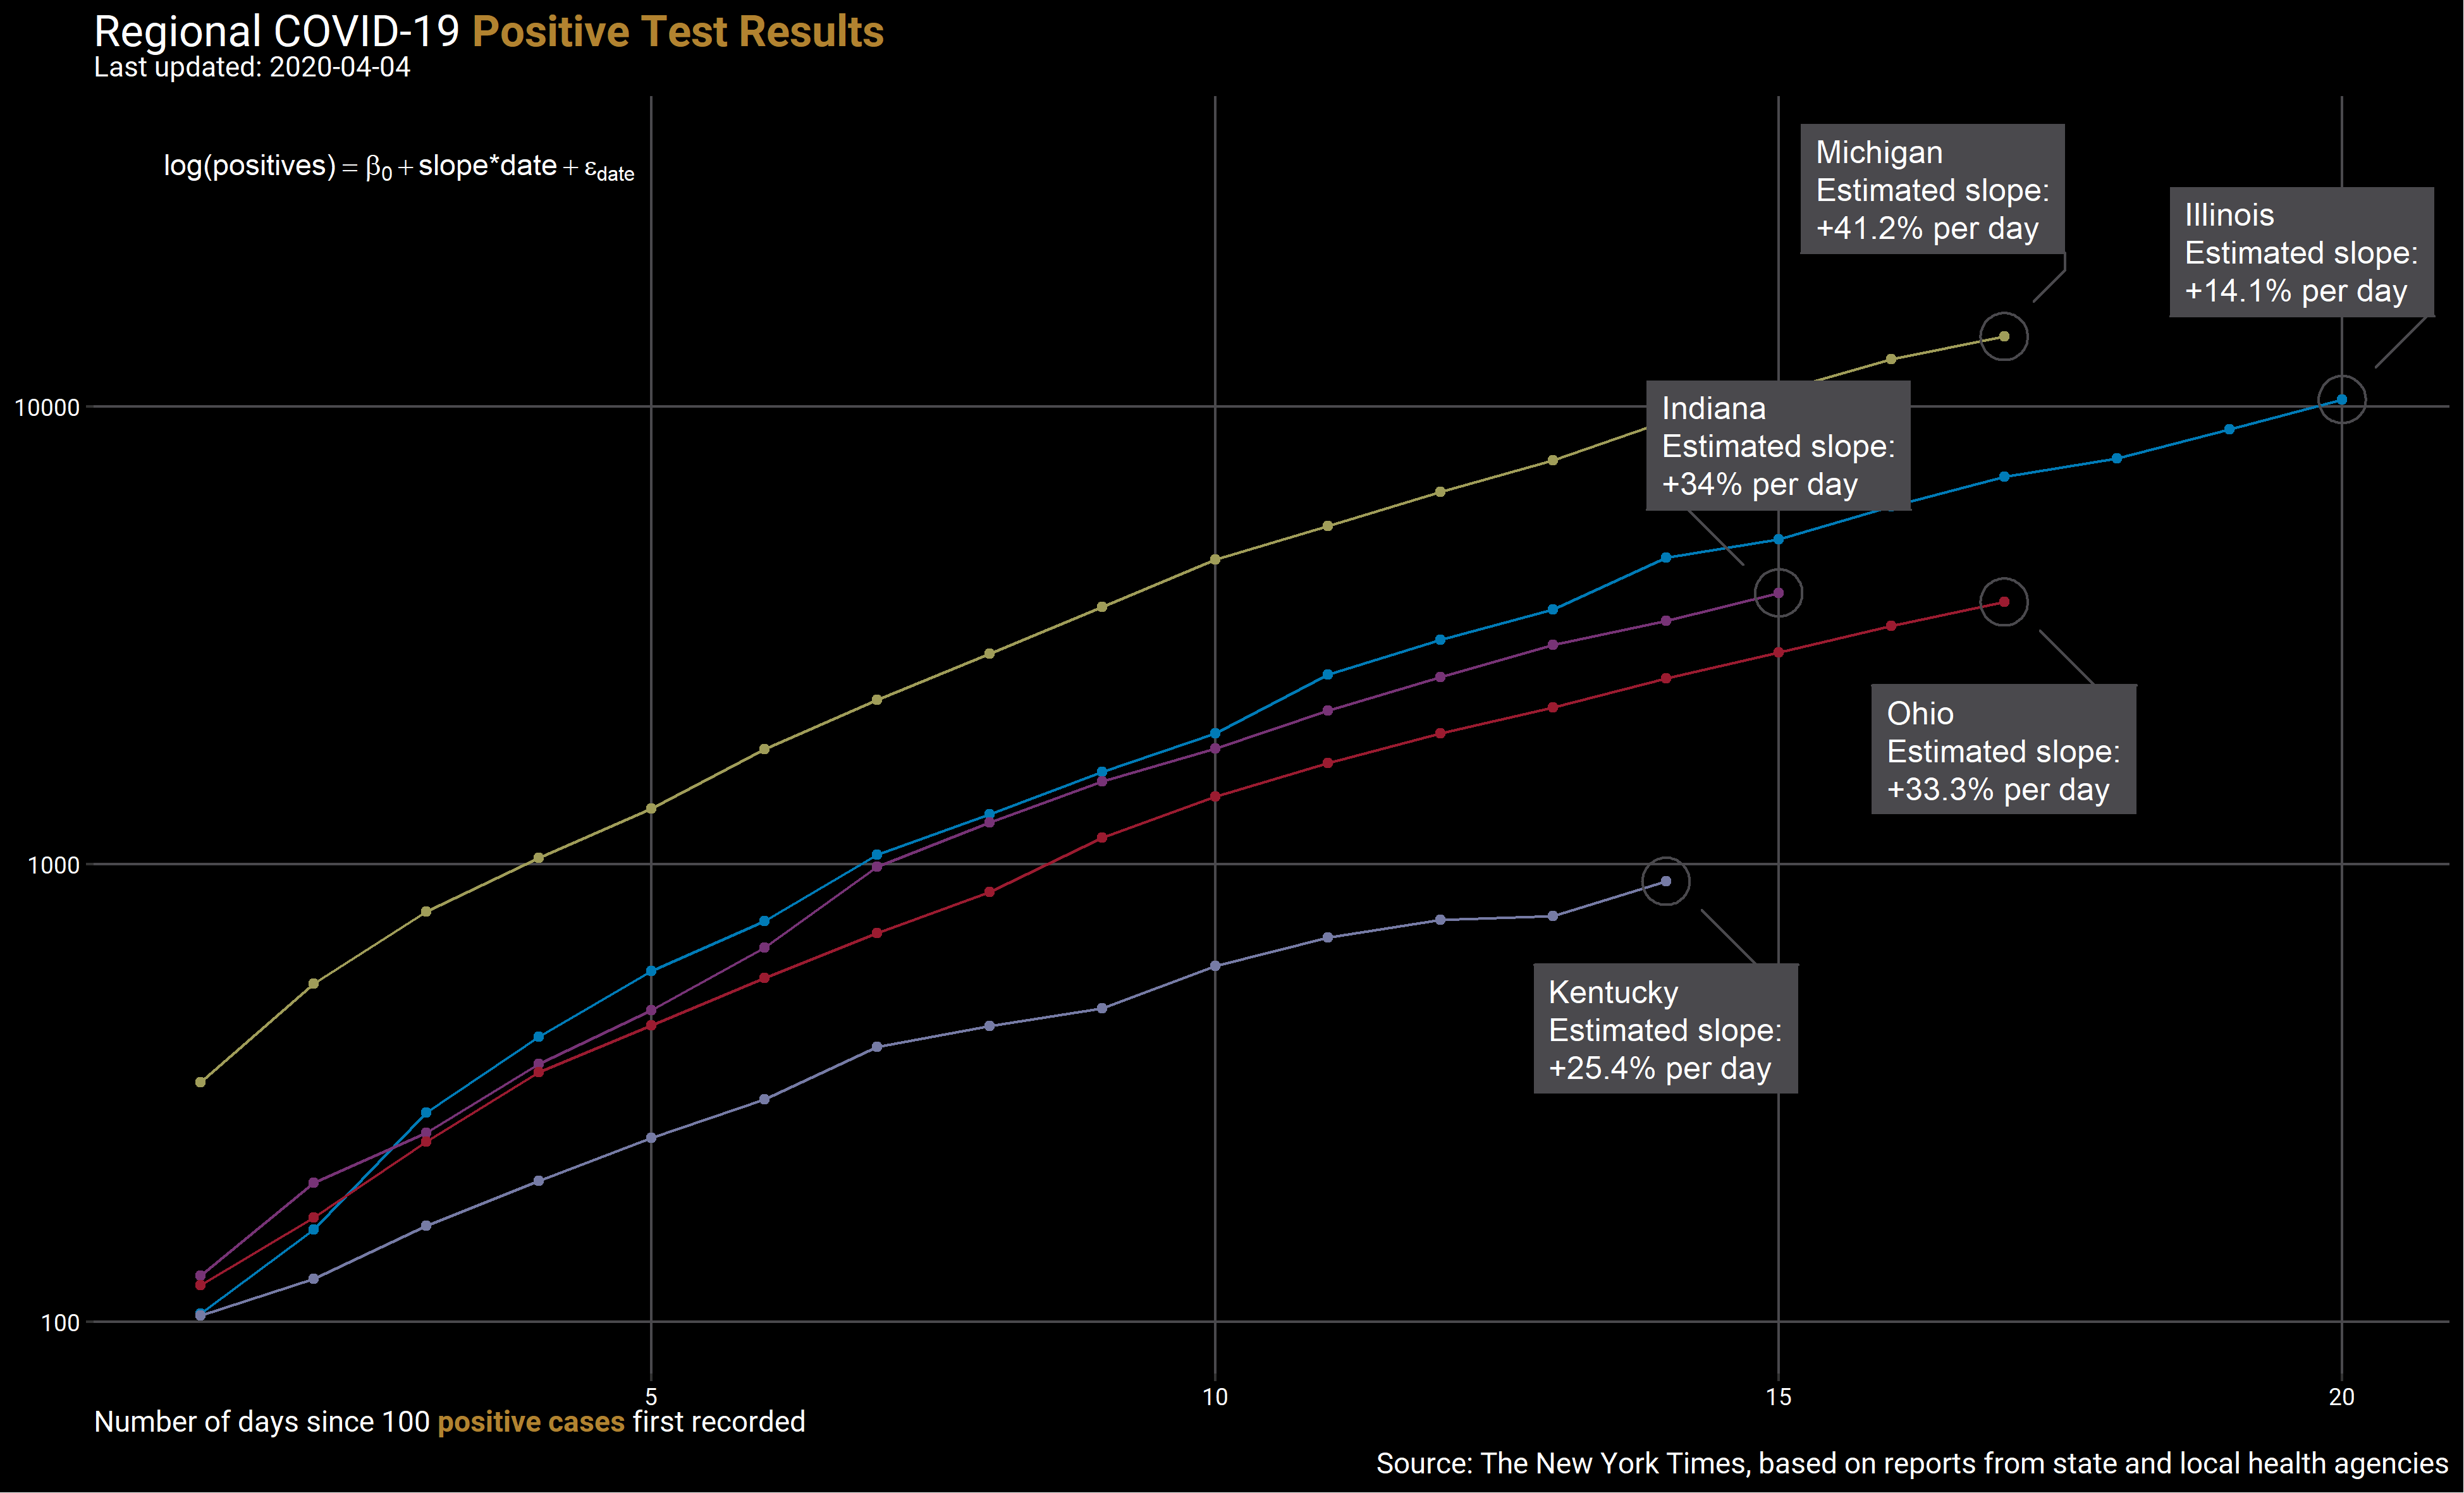 Regional COVID-19 Positive Test Results
Last updated: 2020-04-04
log(positives) = β0 + slope*date + εdate
Michigan
Estimated slope:
+41.2% per day
Illinois
Estimated slope:
+14.1% per day
10000
Indiana
Estimated slope:
+34% per day
Ohio
Estimated slope:
+33.3% per day
1000
Kentucky
Estimated slope:
+25.4% per day
100
5
10
15
20
Number of days since 100 positive cases first recorded
Source: The New York Times, based on reports from state and local health agencies